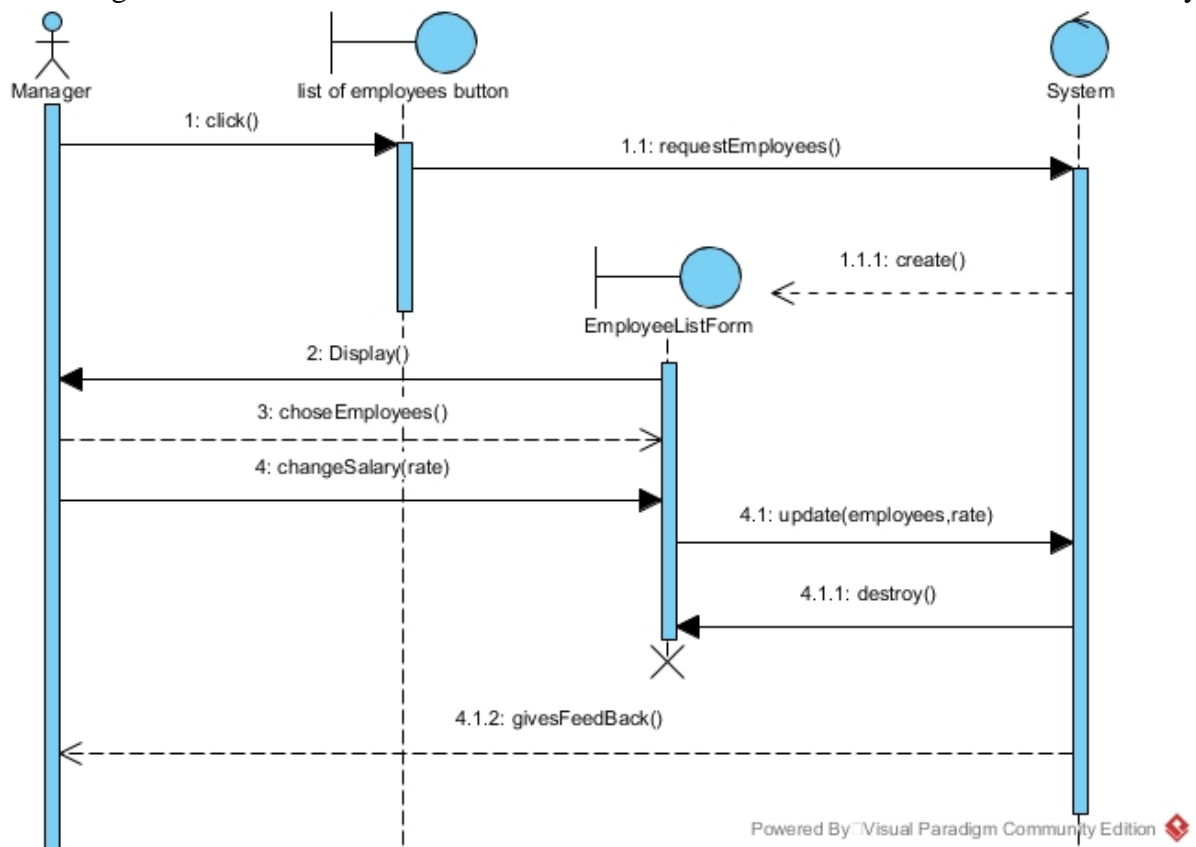 Manager
list of employees button
System
1: click()
1.1: requestEmployees()
1.1.1: create()
EmployeeListForm
2: Display()
3: choseEmployees()
4: changeSalary(rate)
4.1: update(employees,rate)
4.1.1: destroy()
4.1.2: givesFeedBack()
Powered By Visual Paradigm Community Edition